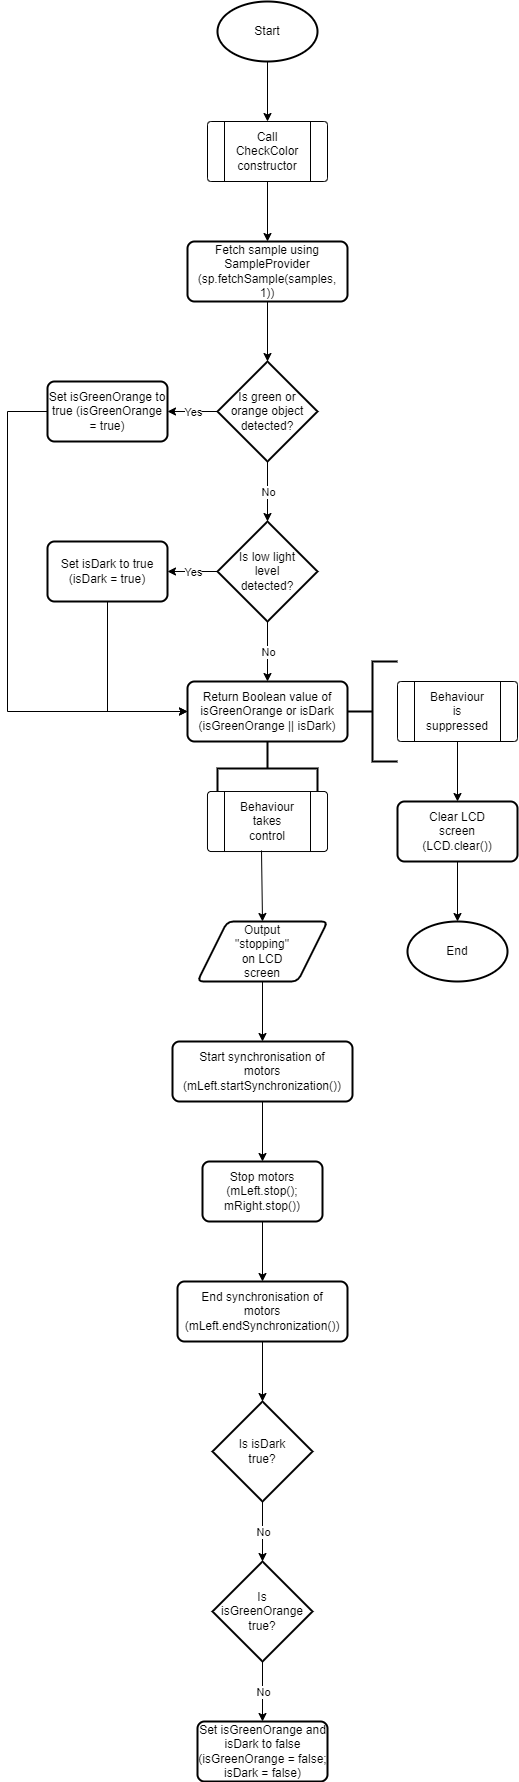 Start
Call
CheckColor
constructor
Fetch sample using
SampleProvider
(sp.fetchSample(samples,
1))
Is green or
orange object
detected?
Yes
Set isGreenOrange to
true (isGreenOrange
= true)
No
Is low light
level
detected?
Yes
Set isDark to true
(isDark = true)
No
Return Boolean value of
isGreenOrange or isDark
(isGreenOrange || isDark)
Behaviour
is
suppressed
Clear LCD
screen
(LCD.clear())
End
Behaviour
takes
control
Output
"stopping"
on LCD
screen
Start synchronisation of
motors
(mLeft.startSynchronization())
Stop motors
(mLeft.stop();
mRight.stop())
End synchronisation of
motors
(mLeft.endSynchronization())
Is isDark
true?
No
Is
isGreenOrange
true?
No
Set isGreenOrange and
isDark to false
(isGreenOrange = false;
isDark = false)